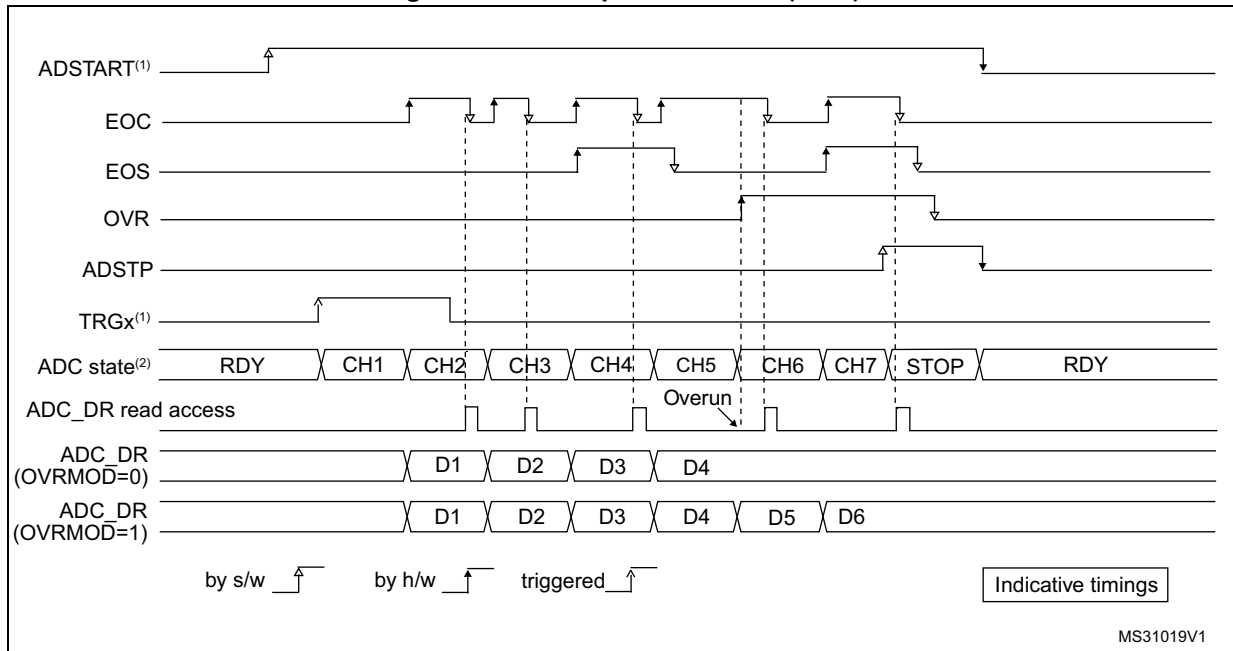 ADSTART(1)
EOC
EOS
OVR
ADSTP
TRGx(1)
ADC state(2) RDY CH1 CH2 CH3 CH4 CH5 CH6 CH7 STOP RDY
ADC_DR read access Overun
ADC_DR
(OVRMOD=0) D1 D2 D3 D4
ADC_DR
(OVRMOD=1) D1 D2 D3 D4 D5 D6
by s/w by h/w triggered Indicative timings
MS31019V1